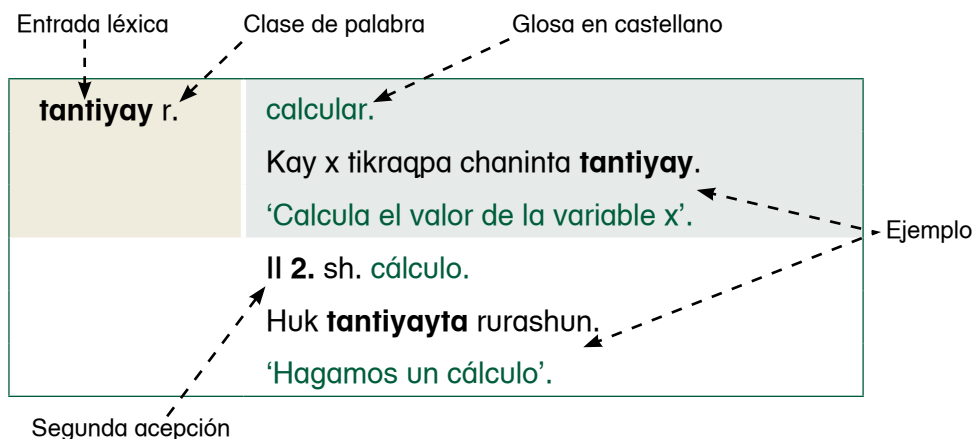 Entrada léxica Clase de palabra Glosa en castellano
tantiyay r. calcular.
Kay x tikraqpa chaninta tantiyay.
‘Calcula el valor de la variable x’.
Ejemplo
ll 2. sh. cálculo.
Huk tantiyayta rurashun.
‘Hagamos un cálculo’.
Segunda acepción